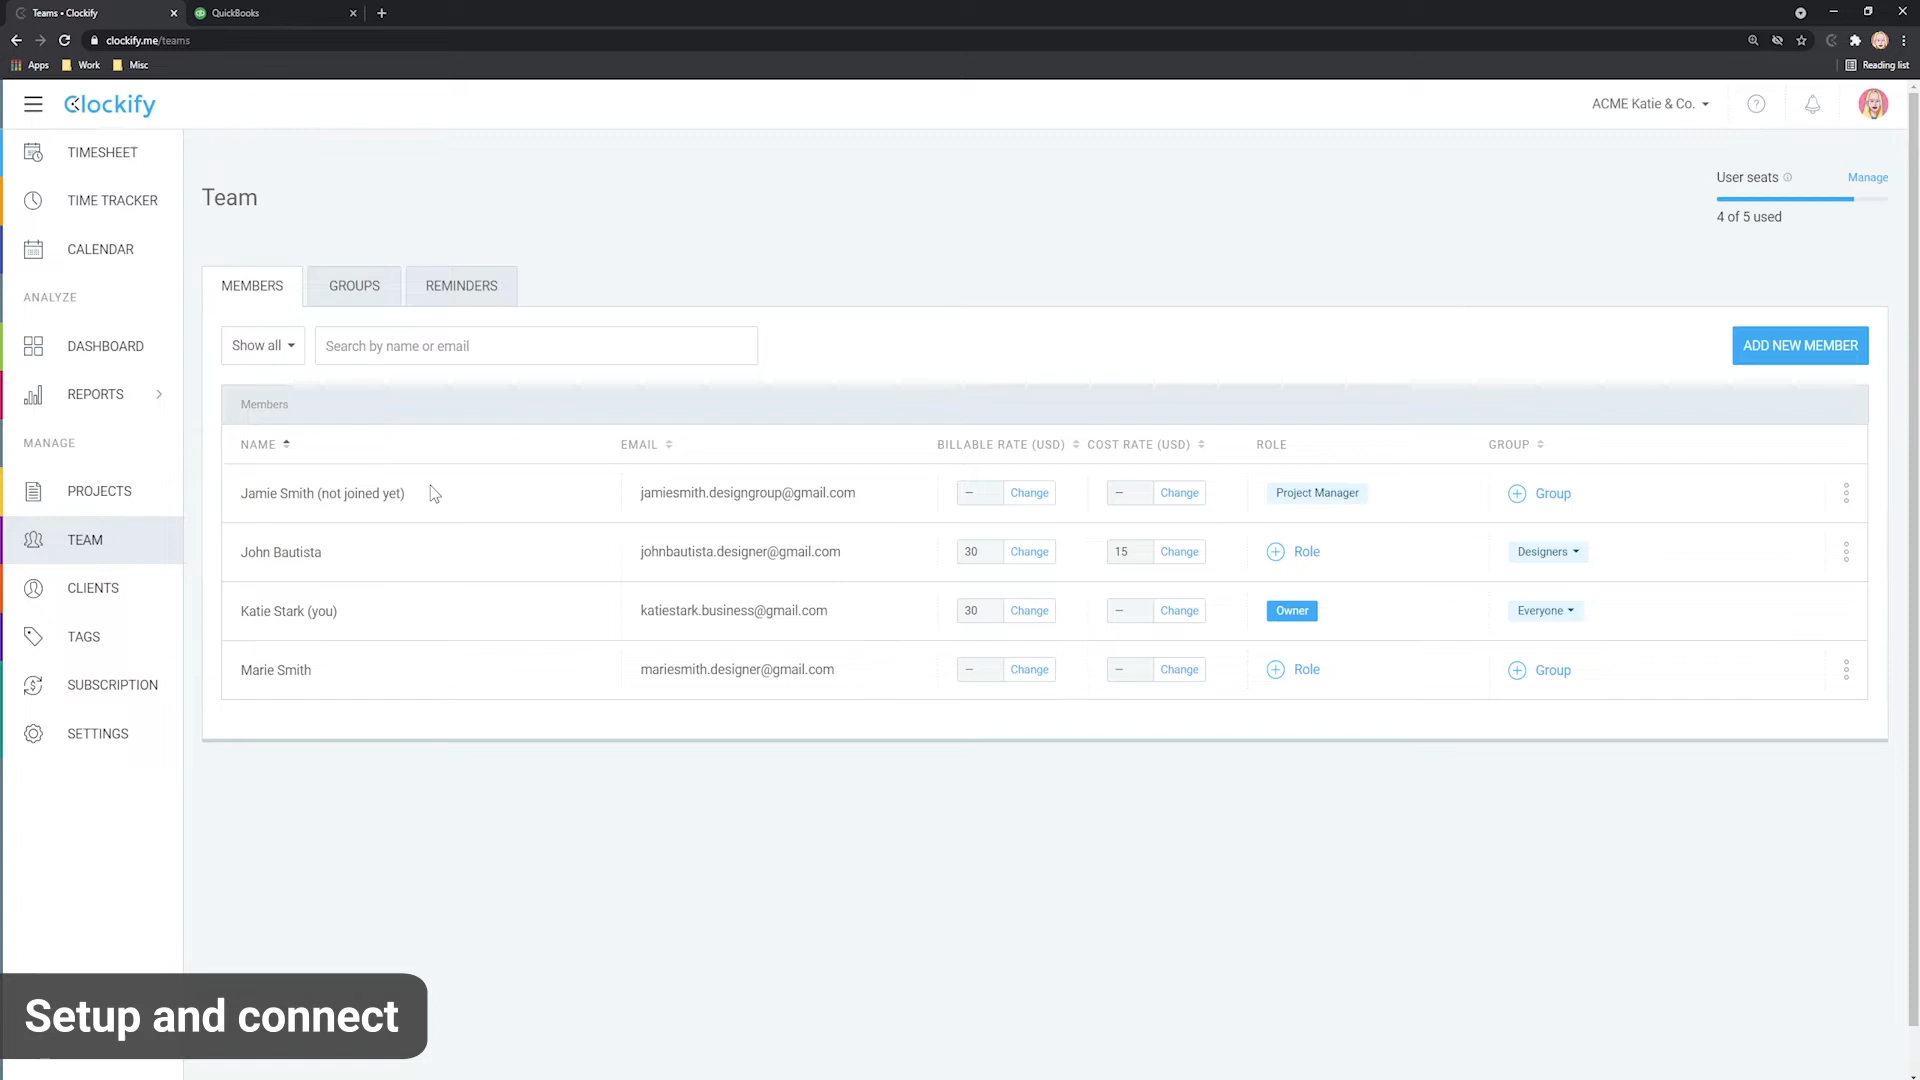 Teams • Clockify
QuickBooks
clockify.me/teams
Apps
Work
Misc
Reading list
Clockify
ACME Katie & Co.
TIMESHEET
TIME TRACKER
CALENDAR
ANALYZE
DASHBOARD
REPORTS
MANAGE
PROJECTS
TEAM
CLIENTS
TAGS
SUBSCRIPTION
SETTINGS
Team
User seats
Manage
4 of 5 used
MEMBERS
GROUPS
REMINDERS
Show all
Search by name or email
ADD NEW MEMBER
Members
NAME EMAIL BILLABLE RATE (USD) COST RATE (USD) ROLE GROUP
Jamie Smith (not joined yet) jamiesmith.designgroup@gmail.com – Change – Change Project Manager Group
John Bautista johnbautista.designer@gmail.com 30 Change 15 Change Role Designers
Katie Stark (you) katiestark.business@gmail.com 30 Change – Change Owner Everyone
Marie Smith mariesmith.designer@gmail.com – Change – Change Role Group
Setup and connect